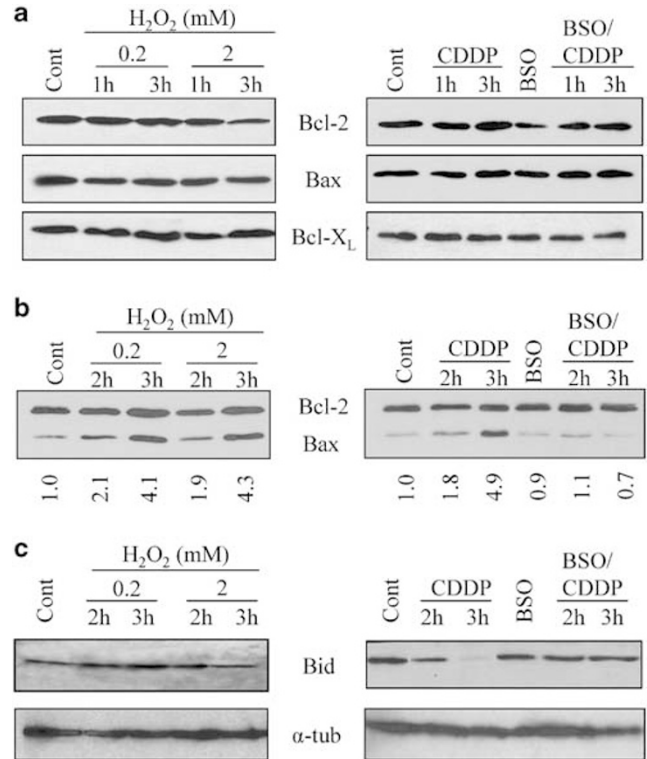 a
H₂O₂ (mM)
Cont 0.2 2
1h 3h 1h 3h
Cont CDDP BSO BSO/CDDP
1h 3h 1h 3h
Bcl-2
Bax
Bcl-X_L
b
H₂O₂ (mM)
Cont 0.2 2
2h 3h 2h 3h
Cont CDDP BSO BSO/CDDP
2h 3h 2h 3h
Bcl-2
Bax
1.0 2.1 4.1 1.9 4.3
1.0 1.8 4.9 0.9 1.1 0.7
c
H₂O₂ (mM)
Cont 0.2 2
2h 3h 2h 3h
Cont CDDP BSO BSO/CDDP
2h 3h 2h 3h
Bid
α-tub